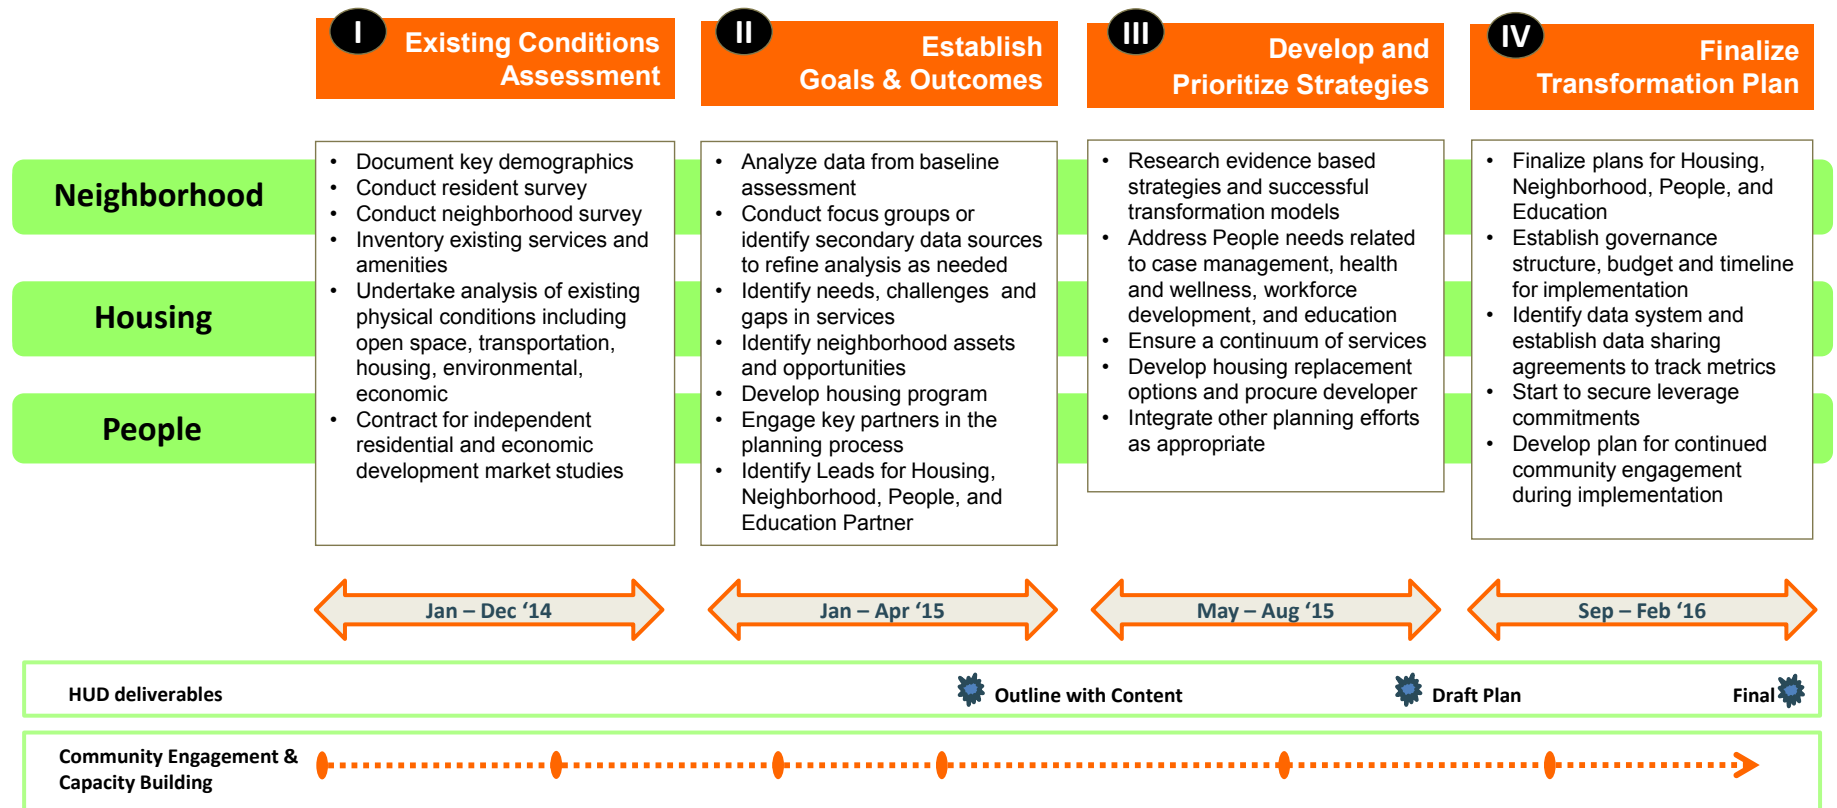 I
Existing Conditions
Assessment
II
Establish
Goals & Outcomes
III
Develop and
Prioritize Strategies
IV
Finalize
Transformation Plan
Neighborhood
Housing
People
• Document key demographics
• Conduct resident survey
• Conduct neighborhood survey
• Inventory existing services and
amenities
• Undertake analysis of existing
physical conditions including
open space, transportation,
housing, environmental,
economic
• Contract for independent
residential and economic
development market studies
• Analyze data from baseline
assessment
• Conduct focus groups or
identify secondary data sources
to refine analysis as needed
• Identify needs, challenges and
gaps in services
• Identify neighborhood assets
and opportunities
• Develop housing program
• Engage key partners in the
planning process
• Identify Leads for Housing,
Neighborhood, People, and
Education Partner
• Research evidence based
strategies and successful
transformation models
• Address People needs related
to case management, health
and wellness, workforce
development, and education
• Ensure a continuum of services
• Develop housing replacement
options and procure developer
• Integrate other planning efforts
as appropriate
• Finalize plans for Housing,
Neighborhood, People, and
Education
• Establish governance
structure, budget and timeline
for implementation
• Identify data system and
establish data sharing
agreements to track metrics
• Start to secure leverage
commitments
• Develop plan for continued
community engagement
during implementation
Jan – Dec ‘14
Jan – Apr ‘15
May – Aug ‘15
Sep – Feb ‘16
HUD deliverables
Outline with Content
Draft Plan
Final
Community Engagement &
Capacity Building